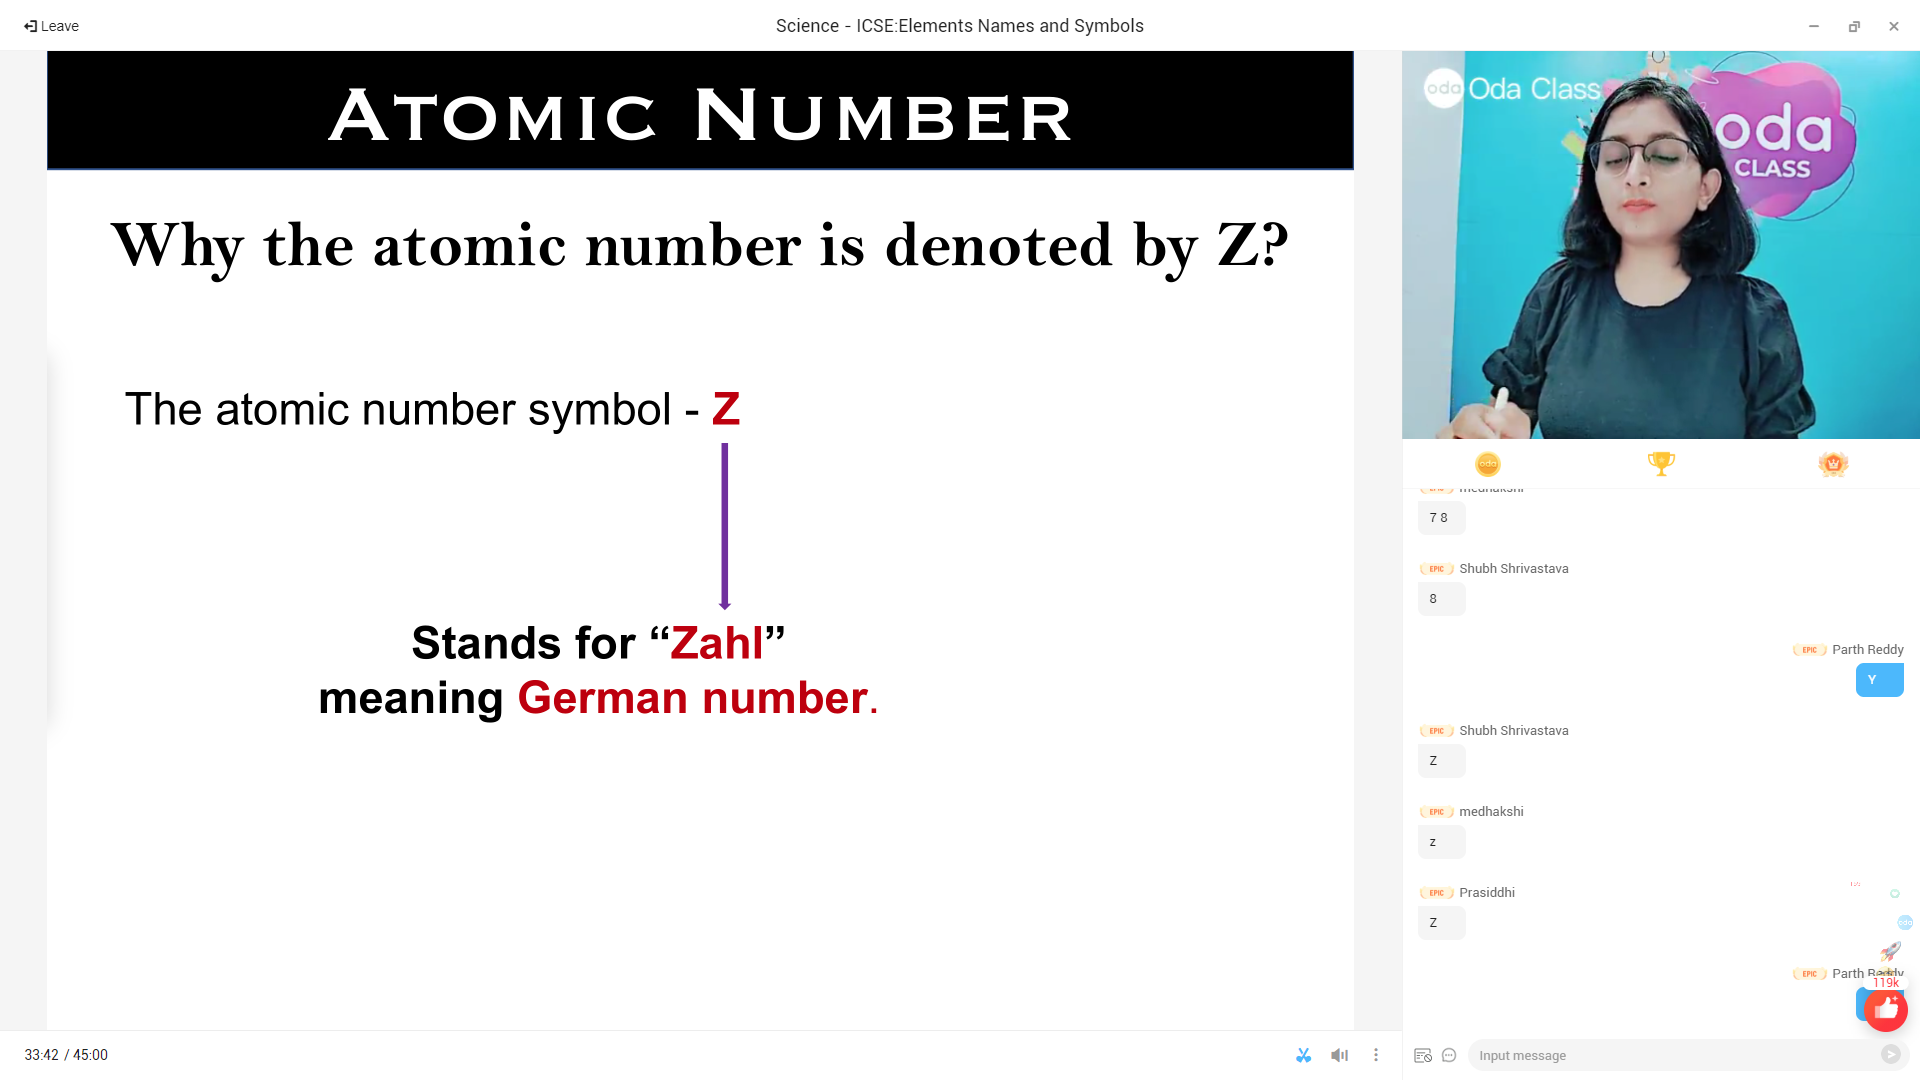 Leave
Science - ICSE:Elements Names and Symbols
ATOMIC NUMBER
Why the atomic number is denoted by Z?
The atomic number symbol - Z
Stands for “Zahl”
meaning German number.
oda Oda Class
oda
CLASS
oda
EPIC medhakshi
7 8
EPIC Shubh Shrivastava
8
EPIC Parth Reddy
Y
EPIC Shubh Shrivastava
Z
EPIC medhakshi
z
EPIC Prasiddhi
Z
EPIC Parth Reddy
119k
33:42 / 45:00
Input message